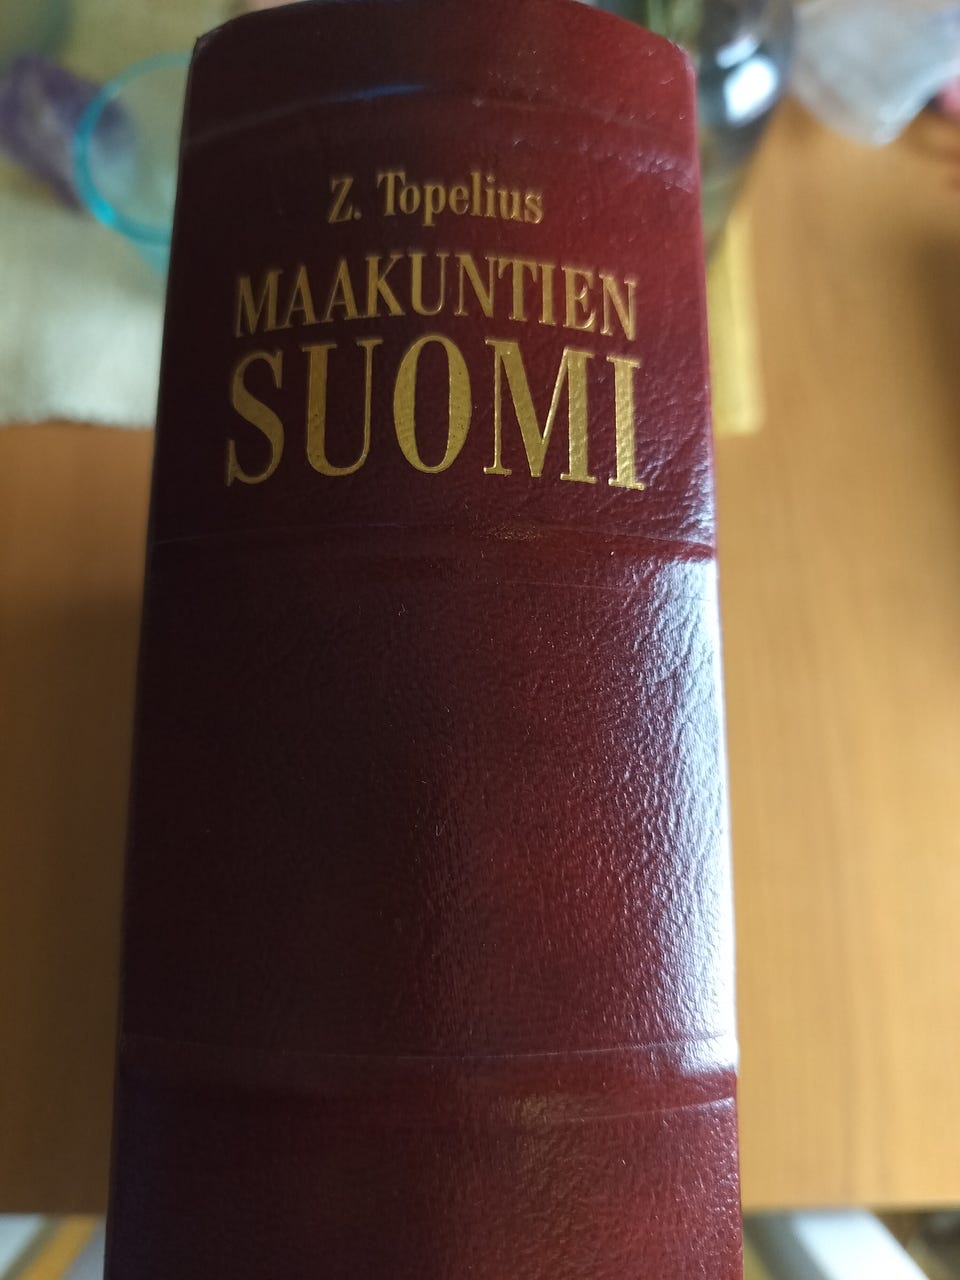 Z. Topelius
MAAKUNTIEN
SUOMI